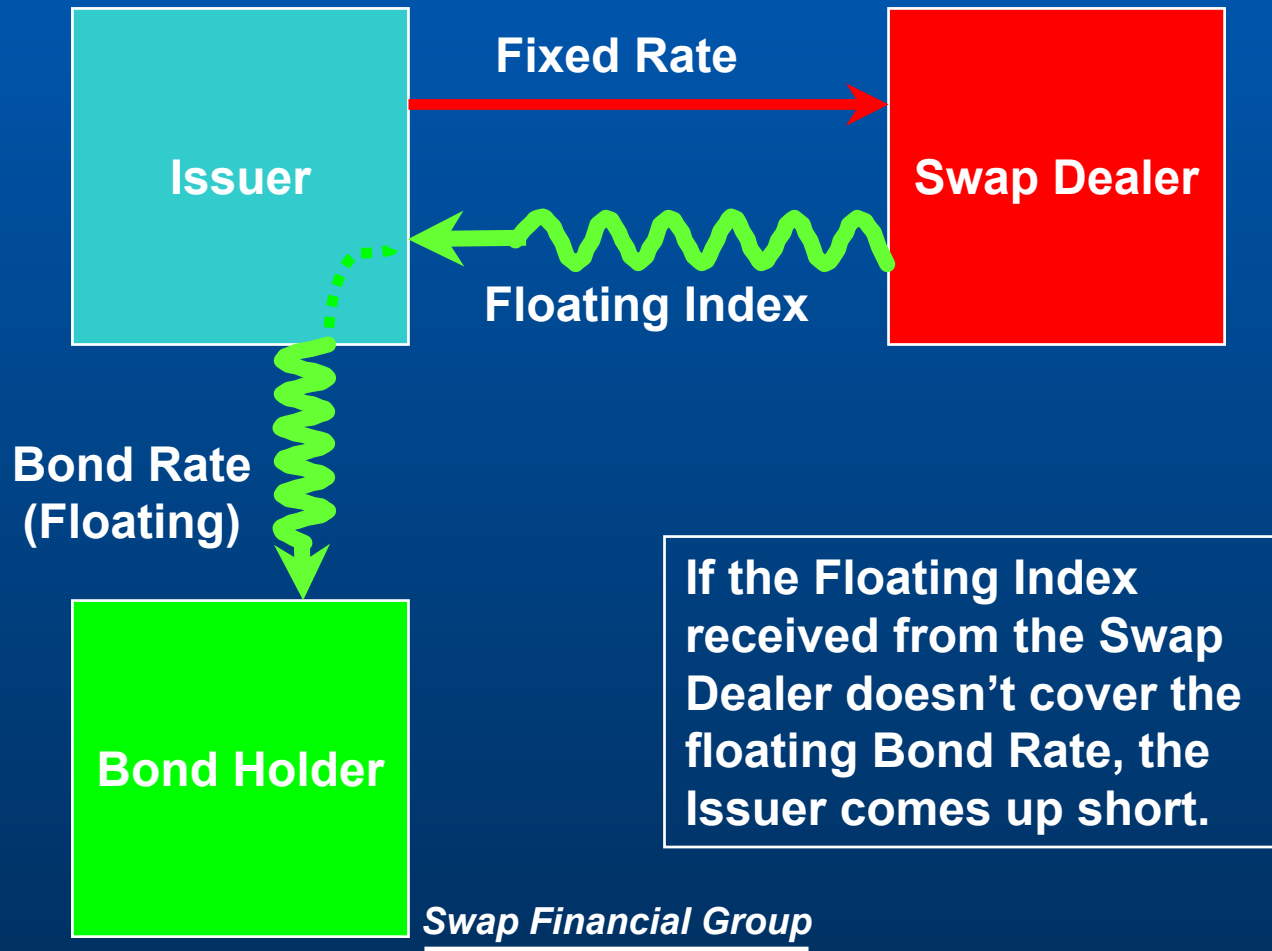 Fixed Rate
Issuer
Swap Dealer
Floating Index
Bond Rate
(Floating)
If the Floating Index
received from the Swap
Dealer doesn’t cover the
floating Bond Rate, the
Issuer comes up short.
Bond Holder
Swap Financial Group